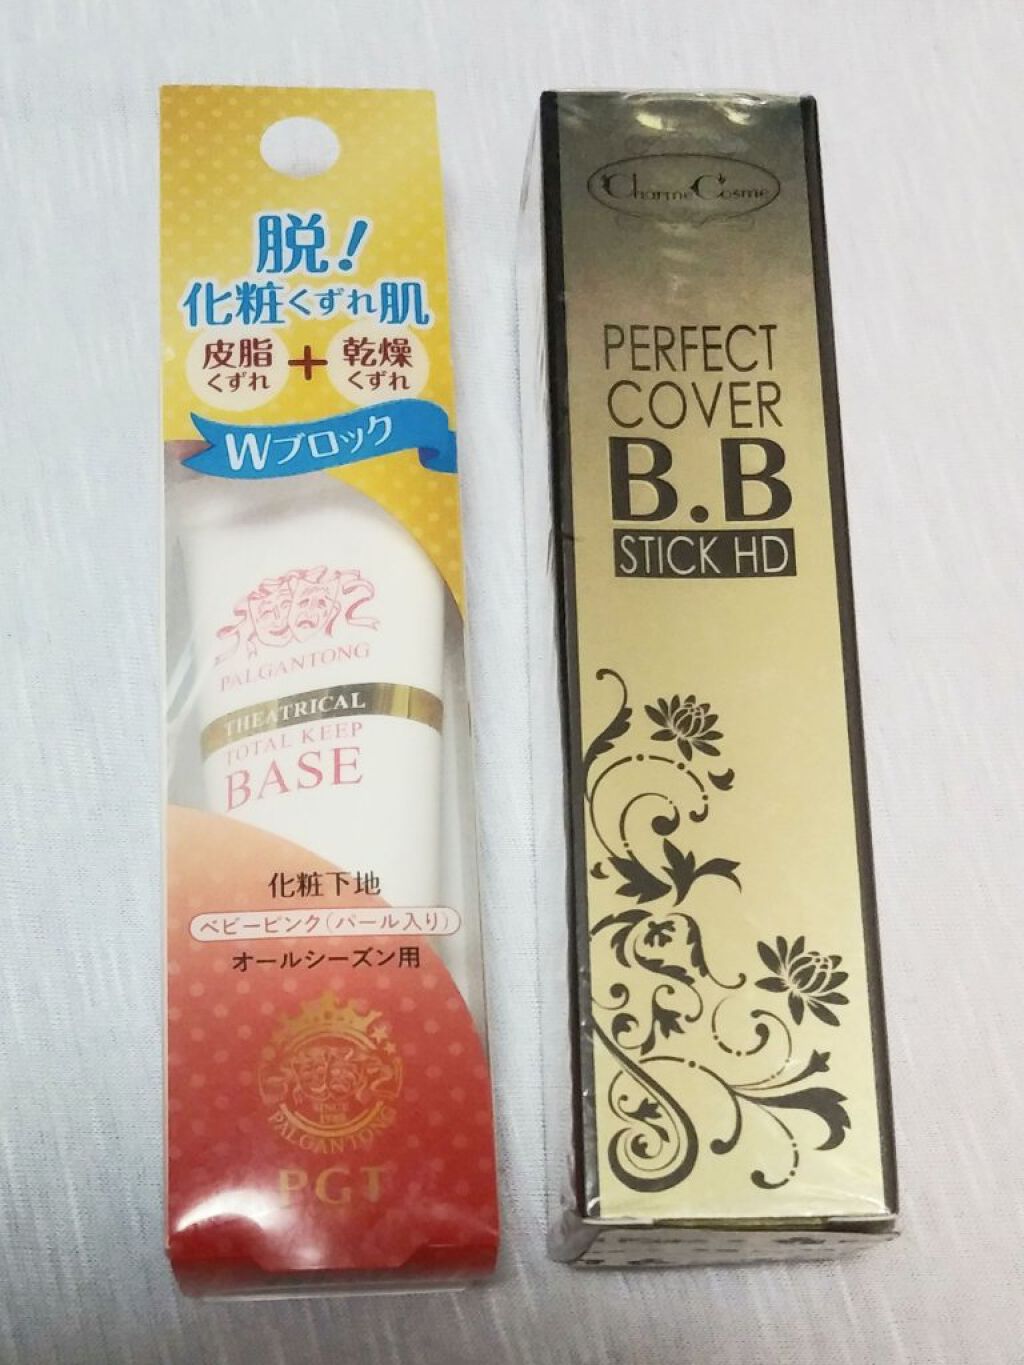 脱!
化粧くずれ肌
皮脂くずれ + 乾燥くずれ
Wブロック
PALGANTONG
THEATRICAL
TOTAL KEEP
BASE
化粧下地
ベビーピンク(パール入り)
オールシーズン用
SINCE
PALGANTONG
PGT
Charme Cosme
PERFECT
COVER
B.B
STICK HD